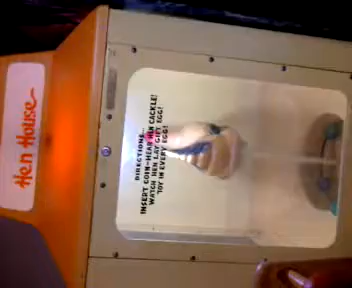 Hen House
DIRECTIONS...
INSERT COIN-HEAR HEN CACKLE!
WATCH HEN LAY GIFT EGG!
TOY IN EVERY EGG!